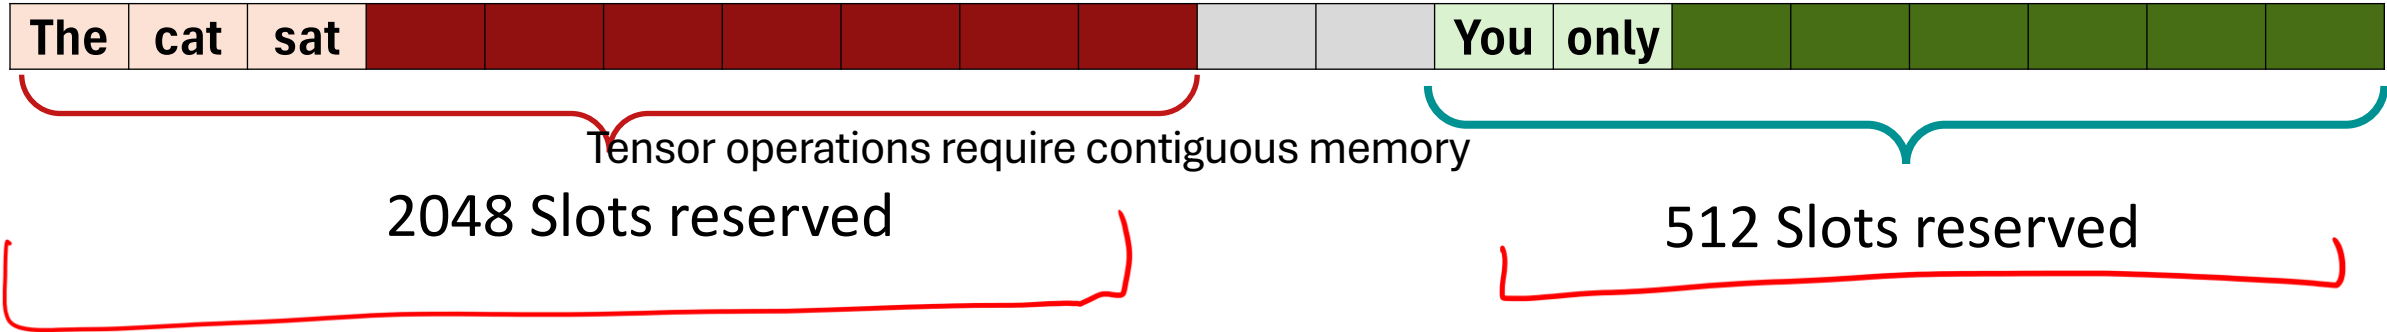 The cat sat You only
Tensor operations require contiguous memory
2048 Slots reserved
512 Slots reserved